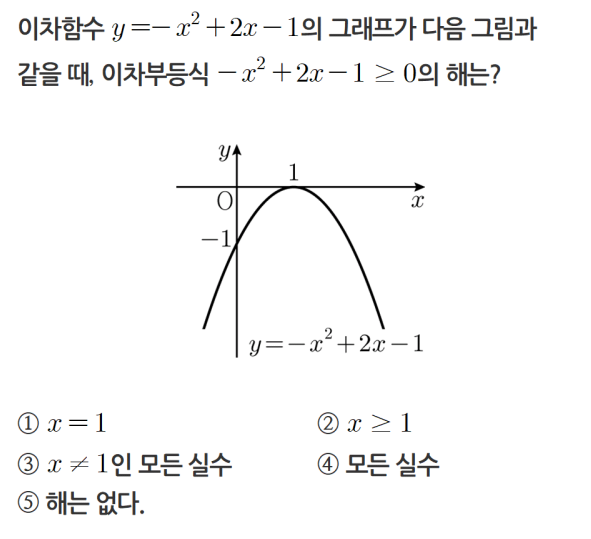 이차함수 y=−x²+2x−1의 그래프가 다음 그림과
같을 때, 이차부등식 −x²+2x−1 ≥ 0의 해는?
y
1
O
x
−1
y=−x²+2x−1
① x=1
② x ≥ 1
③ x ≠ 1인 모든 실수
④ 모든 실수
⑤ 해는 없다.